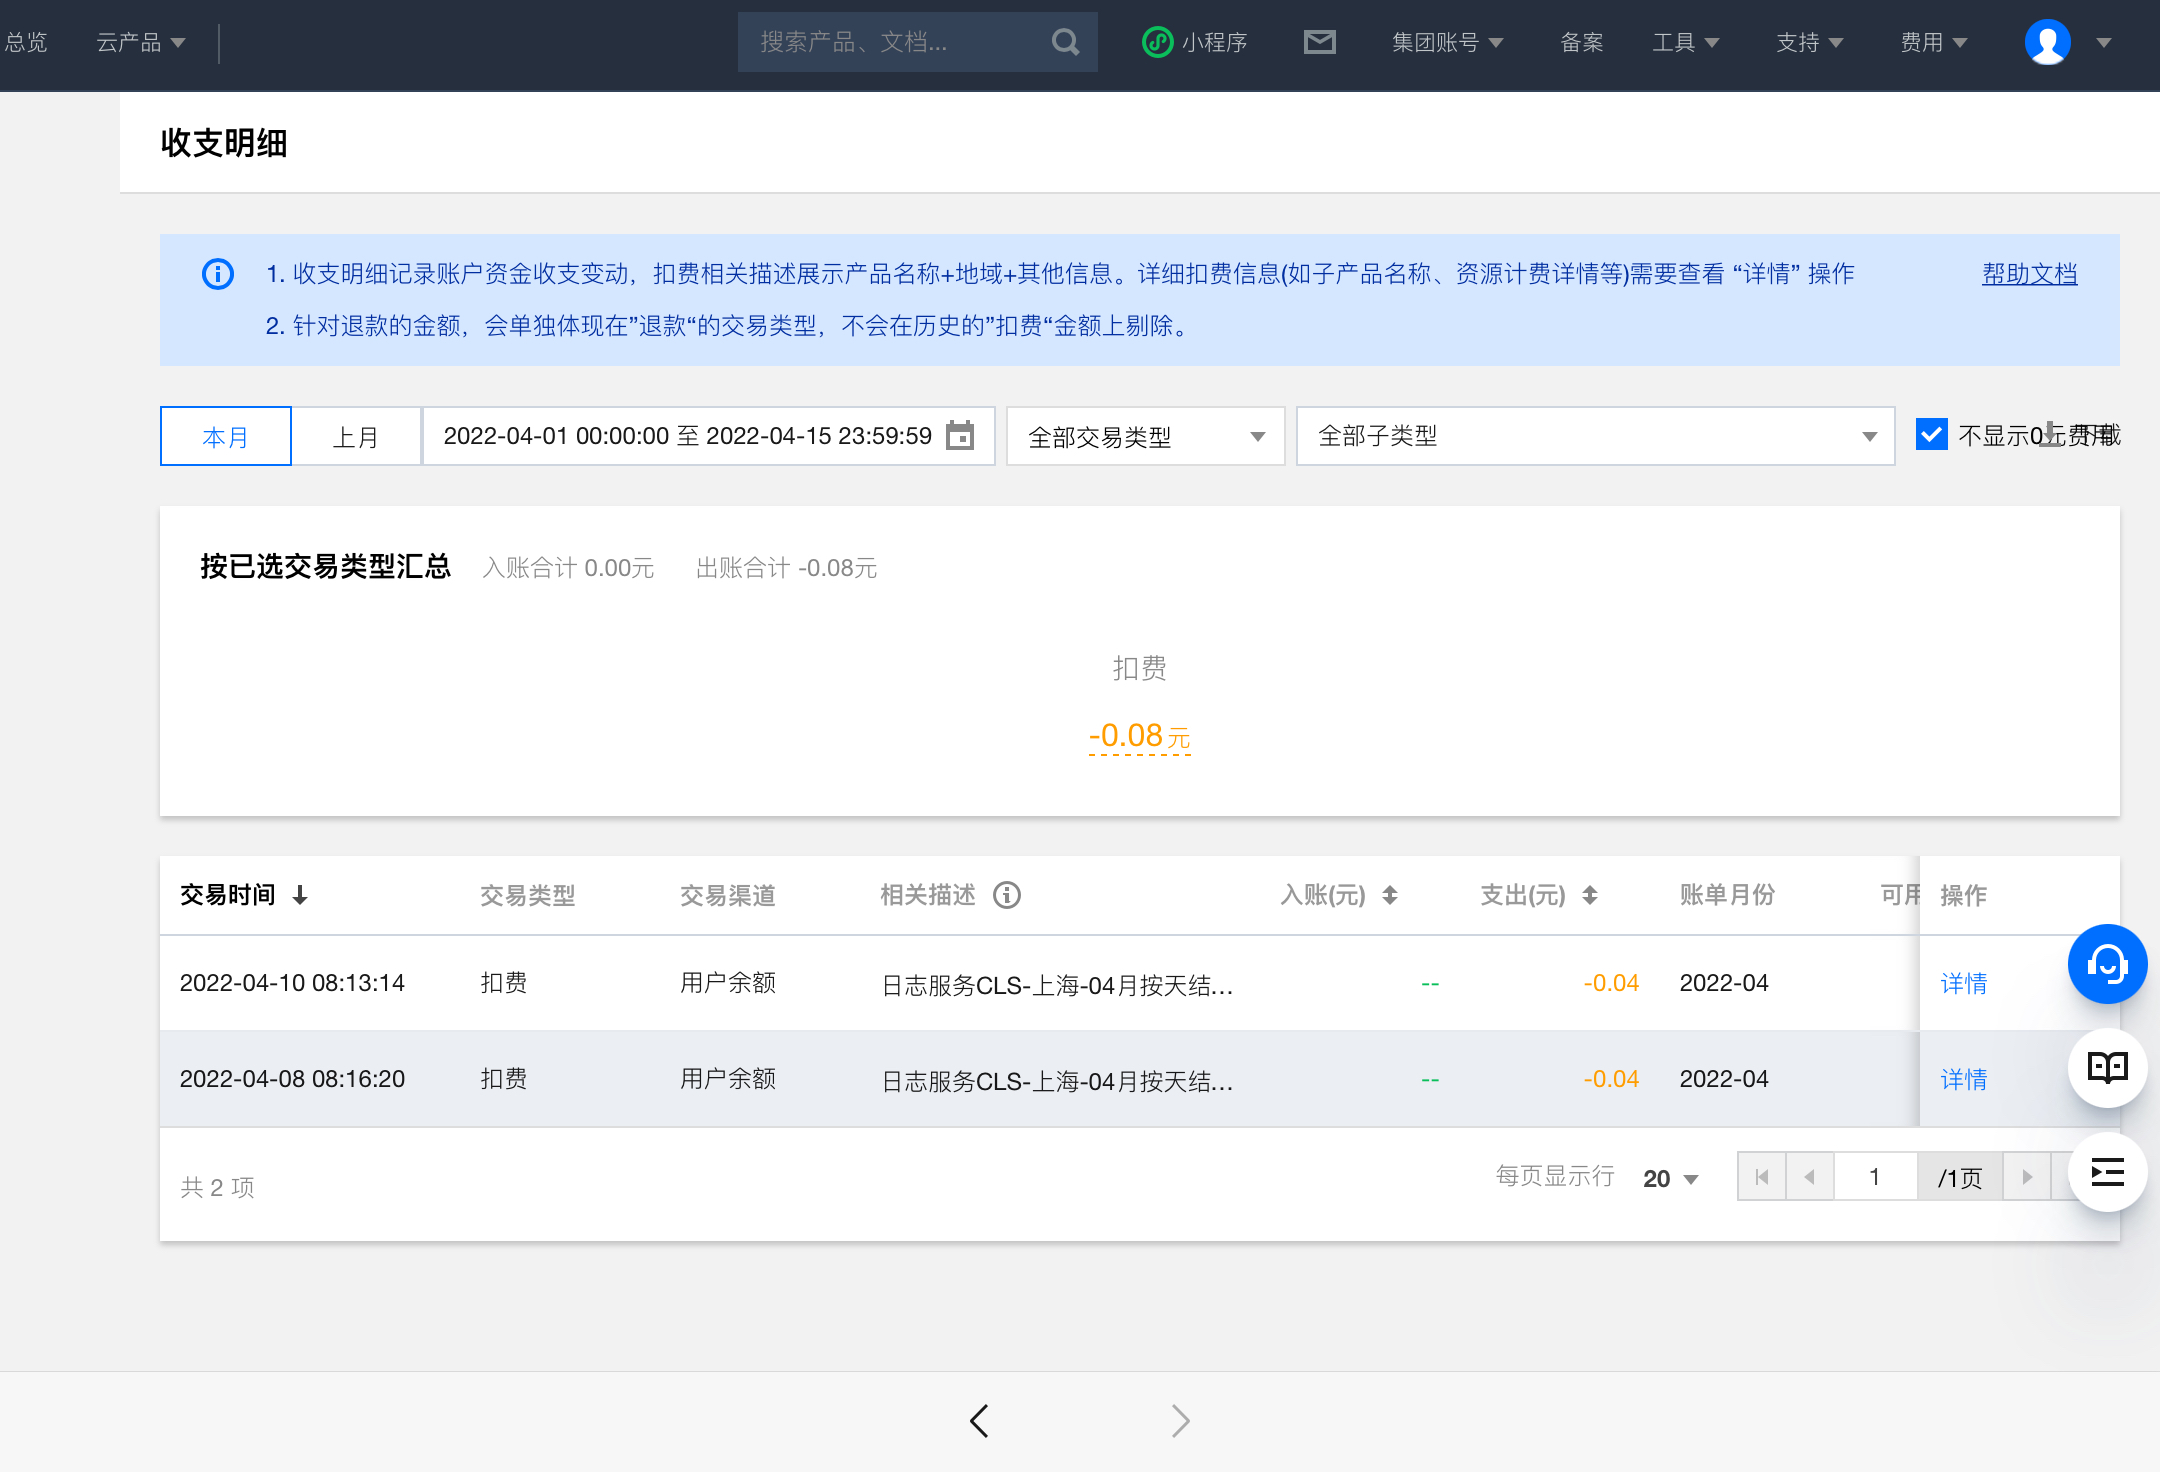 总览 云产品 搜索产品、文档... 小程序 集团账号 备案 工具 支持 费用
收支明细
1. 收支明细记录账户资金收支变动，扣费相关描述展示产品名称+地域+其他信息。详细扣费信息(如子产品名称、资源计费详情等)需要查看 “详情” 操作 帮助文档
2. 针对退款的金额，会单独体现在”退款“的交易类型，不会在历史的”扣费“金额上剔除。
本月 上月 2022-04-01 00:00:00 至 2022-04-15 23:59:59 全部交易类型 全部子类型 不显示0元费用 下载
按已选交易类型汇总 入账合计 0.00元 出账合计 -0.08元
扣费
-0.08元
交易时间 交易类型 交易渠道 相关描述 入账(元) 支出(元) 账单月份 可用 操作
2022-04-10 08:13:14 扣费 用户余额 日志服务CLS-上海-04月按天结... -- -0.04 2022-04 详情
2022-04-08 08:16:20 扣费 用户余额 日志服务CLS-上海-04月按天结... -- -0.04 2022-04 详情
共 2 项 每页显示行 20 1 /1页